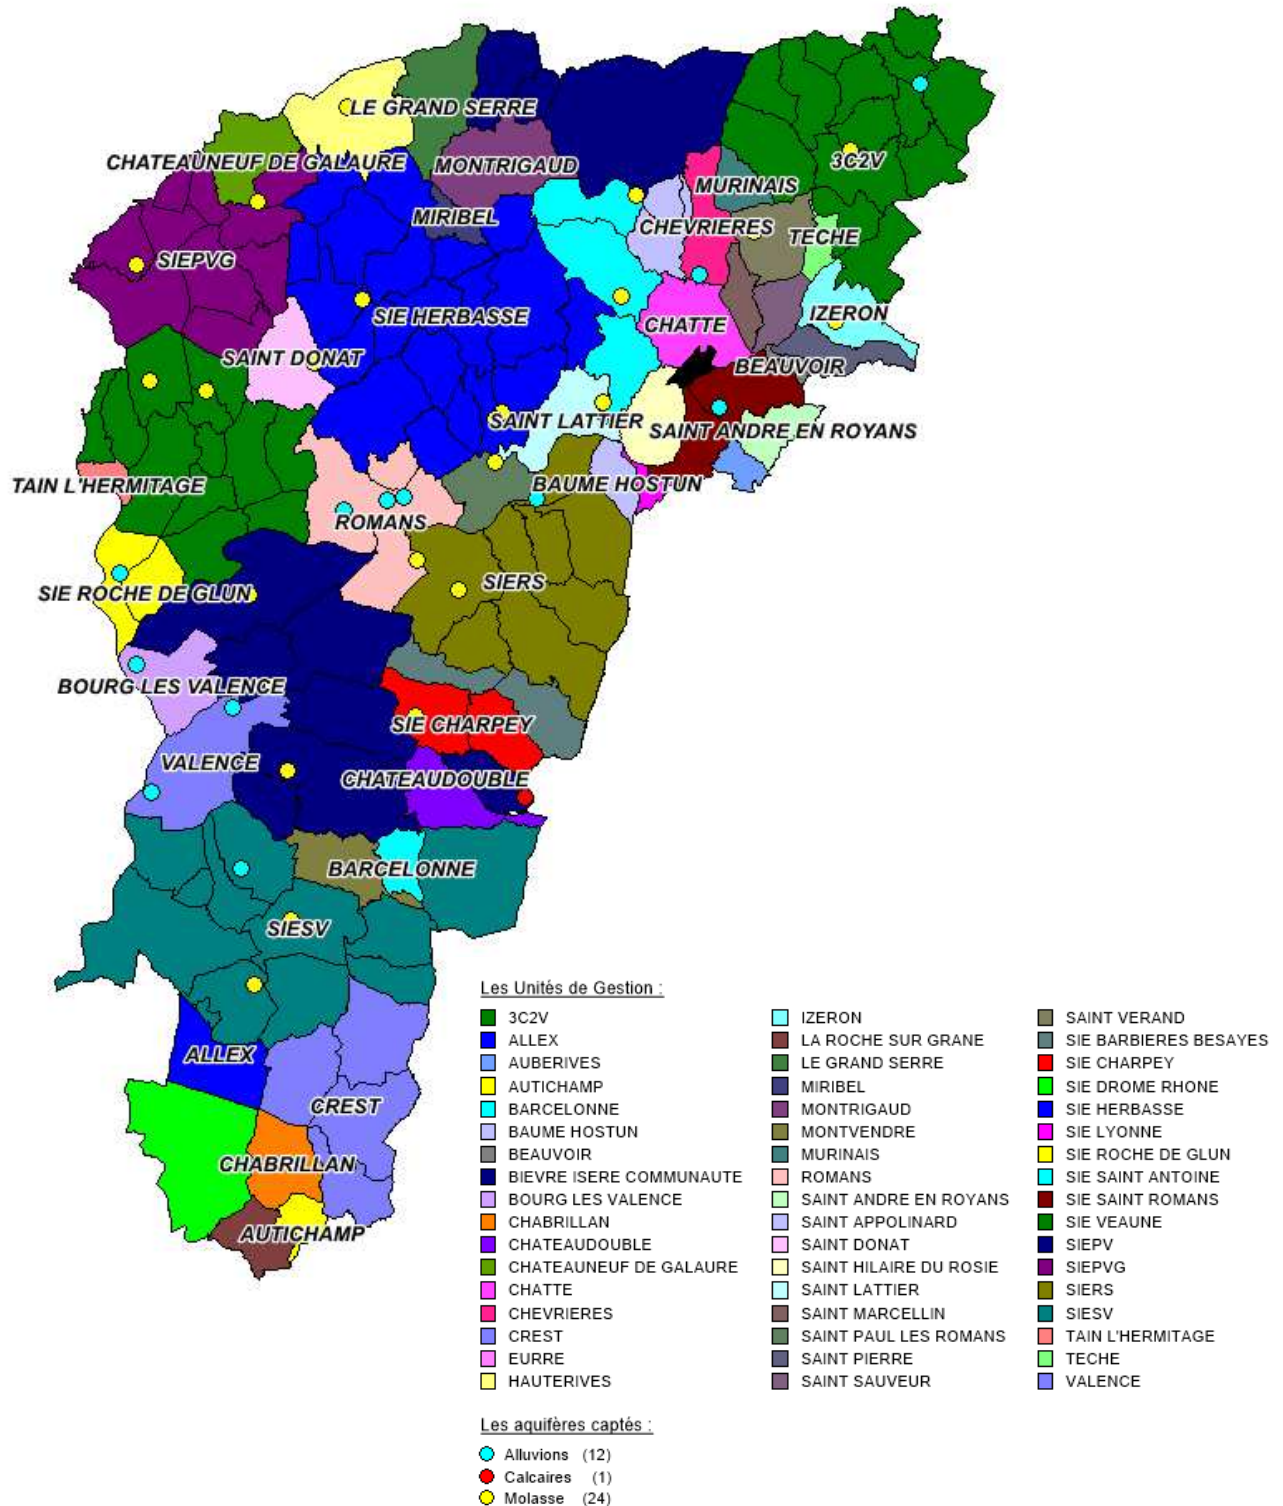 LE GRAND SERRE
CHATEAUNEUF DE GALAURE
MONTRIGAUD
3C2V
MURINAIS
MIRIBEL
CHEVRIERES
TECHE
SIEPVG
SIE HERBASSE
IZERON
CHATTE
SAINT DONAT
BEAUVOIR
SAINT LATTIER
SAINT ANDRE EN ROYANS
TAIN L'HERMITAGE
BAUME HOSTUN
ROMANS
SIERS
SIE ROCHE DE GLUN
BOURG LES VALENCE
SIE CHARPEY
VALENCE
CHATEAUDOUBLE
BARCELONNE
SIESV
ALLEX
CREST
CHABRILLAN
AUTICHAMP
Les Unités de Gestion :
3C2V
ALLEX
AUBERIVES
AUTICHAMP
BARCELONNE
BAUME HOSTUN
BEAUVOIR
BIEVRE ISERE COMMUNAUTE
BOURG LES VALENCE
CHABRILLAN
CHATEAUDOUBLE
CHATEAUNEUF DE GALAURE
CHATTE
CHEVRIERES
CREST
EURRE
HAUTERIVES
IZERON
LA ROCHE SUR GRANE
LE GRAND SERRE
MIRIBEL
MONTRIGAUD
MONTVENDRE
MURINAIS
ROMANS
SAINT ANDRE EN ROYANS
SAINT APPOLINARD
SAINT DONAT
SAINT HILAIRE DU ROSIE
SAINT LATTIER
SAINT MARCELLIN
SAINT PAUL LES ROMANS
SAINT PIERRE
SAINT SAUVEUR
SAINT VERAND
SIE BARBIERES BESAYES
SIE CHARPEY
SIE DROME RHONE
SIE HERBASSE
SIE LYONNE
SIE ROCHE DE GLUN
SIE SAINT ANTOINE
SIE SAINT ROMANS
SIE VEAUNE
SIEPV
SIEPVG
SIERS
SIESV
TAIN L'HERMITAGE
TECHE
VALENCE
Les aquifères captés :
Alluvions (12)
Calcaires (1)
Molasse (24)